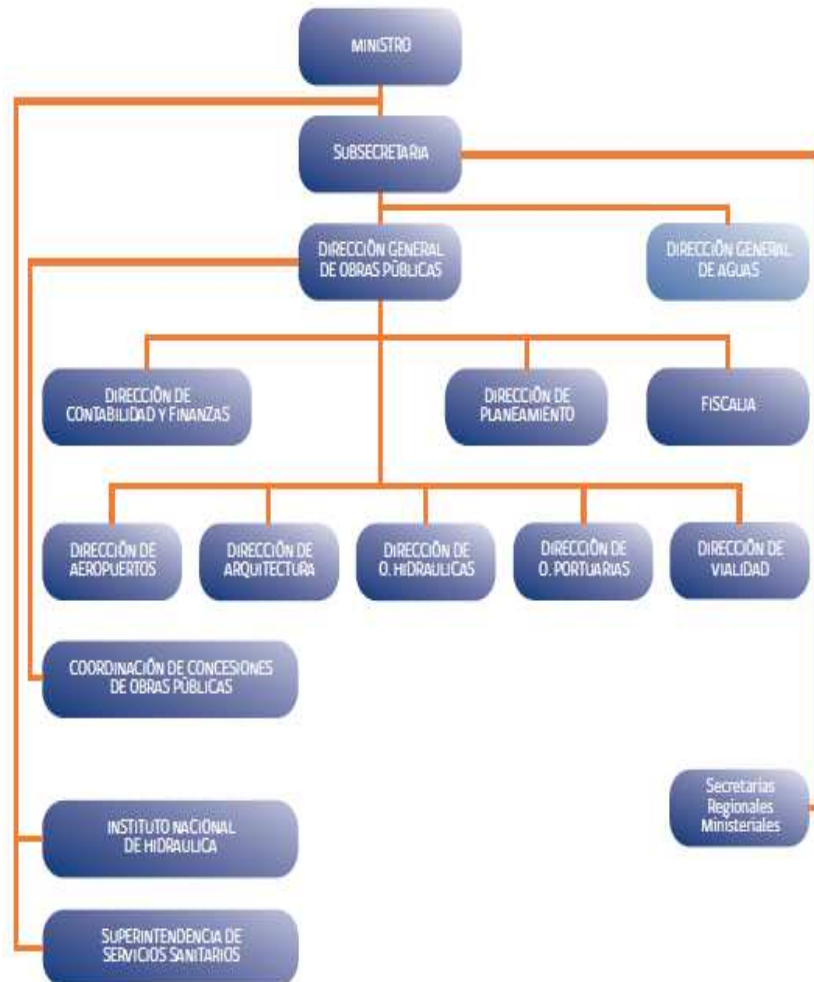 MINISTRO
SUBSECRETARIA
DIRECCIÓN GENERAL
DE OBRAS PÚBLICAS
DIRECCIÓN GENERAL
DE AGUAS
DIRECCIÓN DE
CONTABILIDAD Y FINANZAS
DIRECCIÓN DE
PLANEAMIENTO
FISCALIA
DIRECCIÓN DE
AEROPUERTOS
DIRECCIÓN DE
ARQUITECTURA
DIRECCIÓN DE
O. HIDRAULICAS
DIRECCIÓN DE
O. PORTUARIAS
DIRECCIÓN DE
VIALIDAD
COORDINACIÓN DE CONCESIONES
DE OBRAS PÚBLICAS
INSTITUTO NACIONAL
DE HIDRAULICA
Secretarias
Regionales
Ministeriales
SUPERINTENDENCIA DE
SERVICIOS SANITARIOS